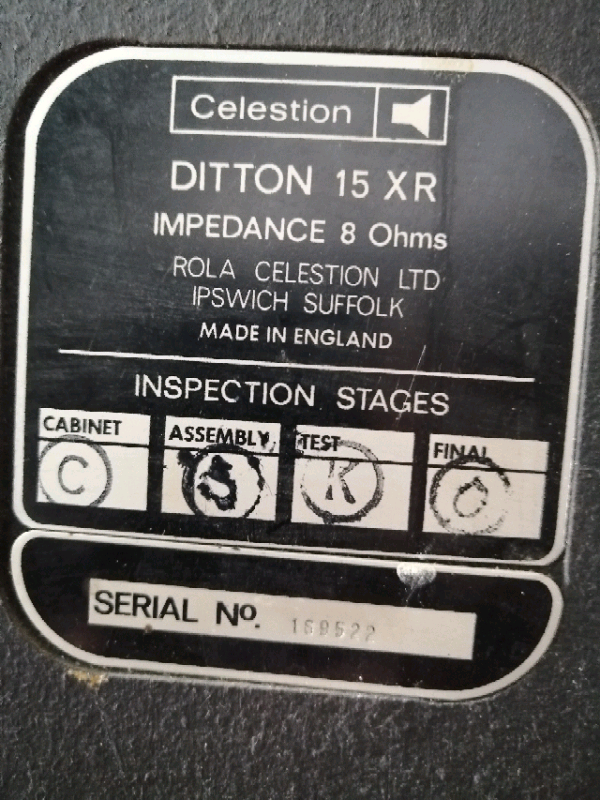 Celestion
DITTON 15 XR
IMPEDANCE 8 Ohms
ROLA CELESTION LTD
IPSWICH SUFFOLK
MADE IN ENGLAND
INSPECTION STAGES
CABINET ASSEMBLY TEST FINAL
C S K C
SERIAL No.